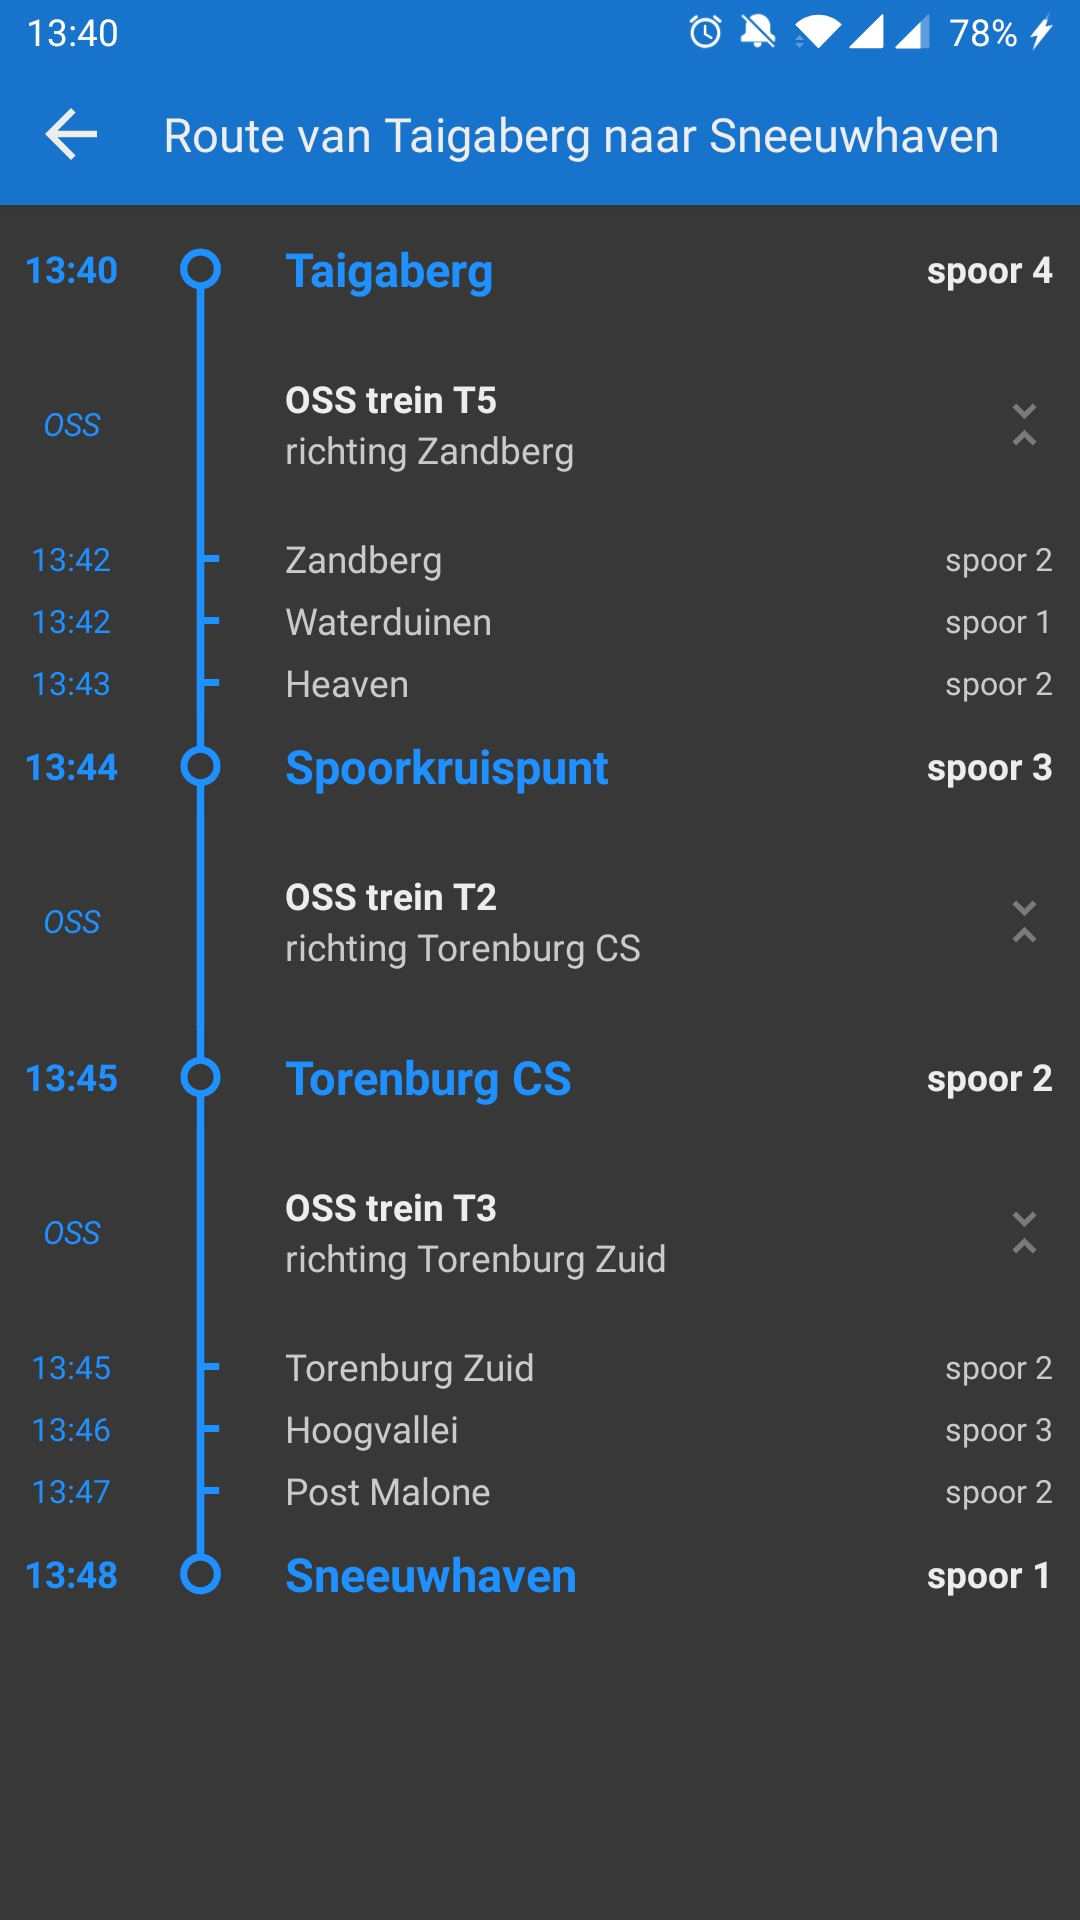 13:40 78%
Route van Taigaberg naar Sneeuwhaven
13:40 Taigaberg spoor 4
OSS trein T5
OSS
richting Zandberg
13:42 Zandberg spoor 2
13:42 Waterduinen spoor 1
13:43 Heaven spoor 2
13:44 Spoorkruispunt spoor 3
OSS trein T2
OSS
richting Torenburg CS
13:45 Torenburg CS spoor 2
OSS trein T3
OSS
richting Torenburg Zuid
13:45 Torenburg Zuid spoor 2
13:46 Hoogvallei spoor 3
13:47 Post Malone spoor 2
13:48 Sneeuwhaven spoor 1